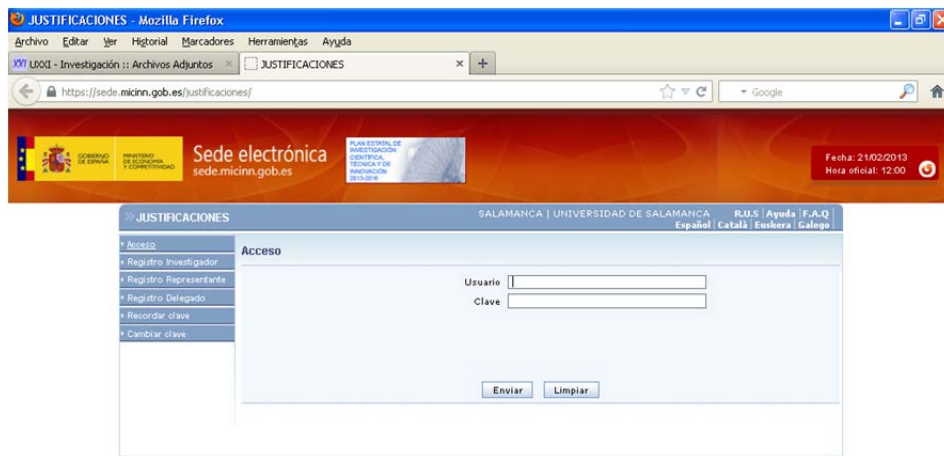 JUSTIFICACIONES - Mozilla Firefox
Archivo Editar Ver Historial Marcadores Herramientas Ayuda
UXXI - Investigación :: Archivos Adjuntos
JUSTIFICACIONES
https://sede.micinn.gob.es/justificaciones/
Google
GOBIERNO DE ESPAÑA
MINISTERIO DE ECONOMÍA Y COMPETITIVIDAD
Sede electrónica
sede.micinn.gob.es
PLAN ESTATAL DE
INVESTIGACIÓN
CIENTÍFICA,
TÉCNICA Y DE
INNOVACIÓN
2013-2016
Fecha: 21/02/2013
Hora oficial: 12:00
JUSTIFICACIONES
SALAMANCA | UNIVERSIDAD DE SALAMANCA
R.U.S | Ayuda | F.A.Q
Español | Català | Euskera | Galego
Acceso
Registro Investigador
Registro Representante
Registro Delegado
Recordar clave
Cambiar clave
Acceso
Usuario
Clave
Enviar Limpiar